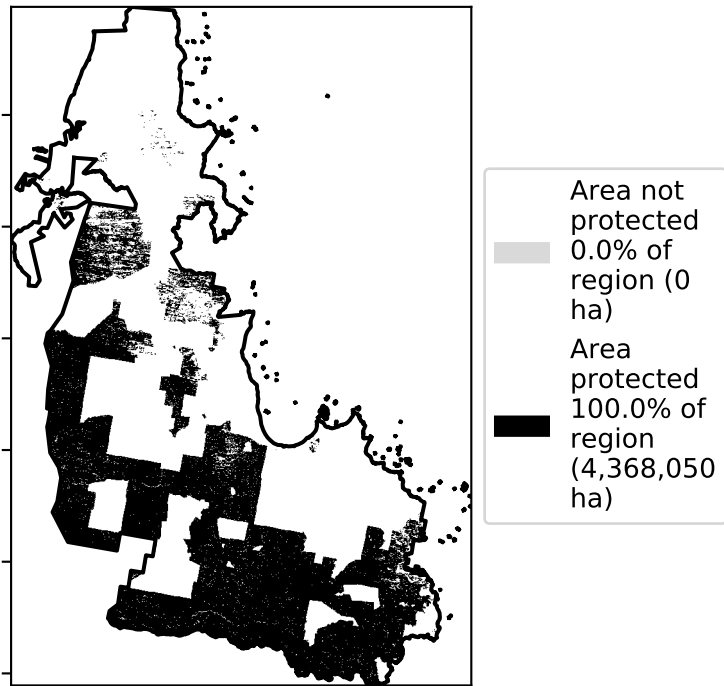 Area not
protected
0.0% of
region (0
ha)
Area
protected
100.0% of
region
(4,368,050
ha)